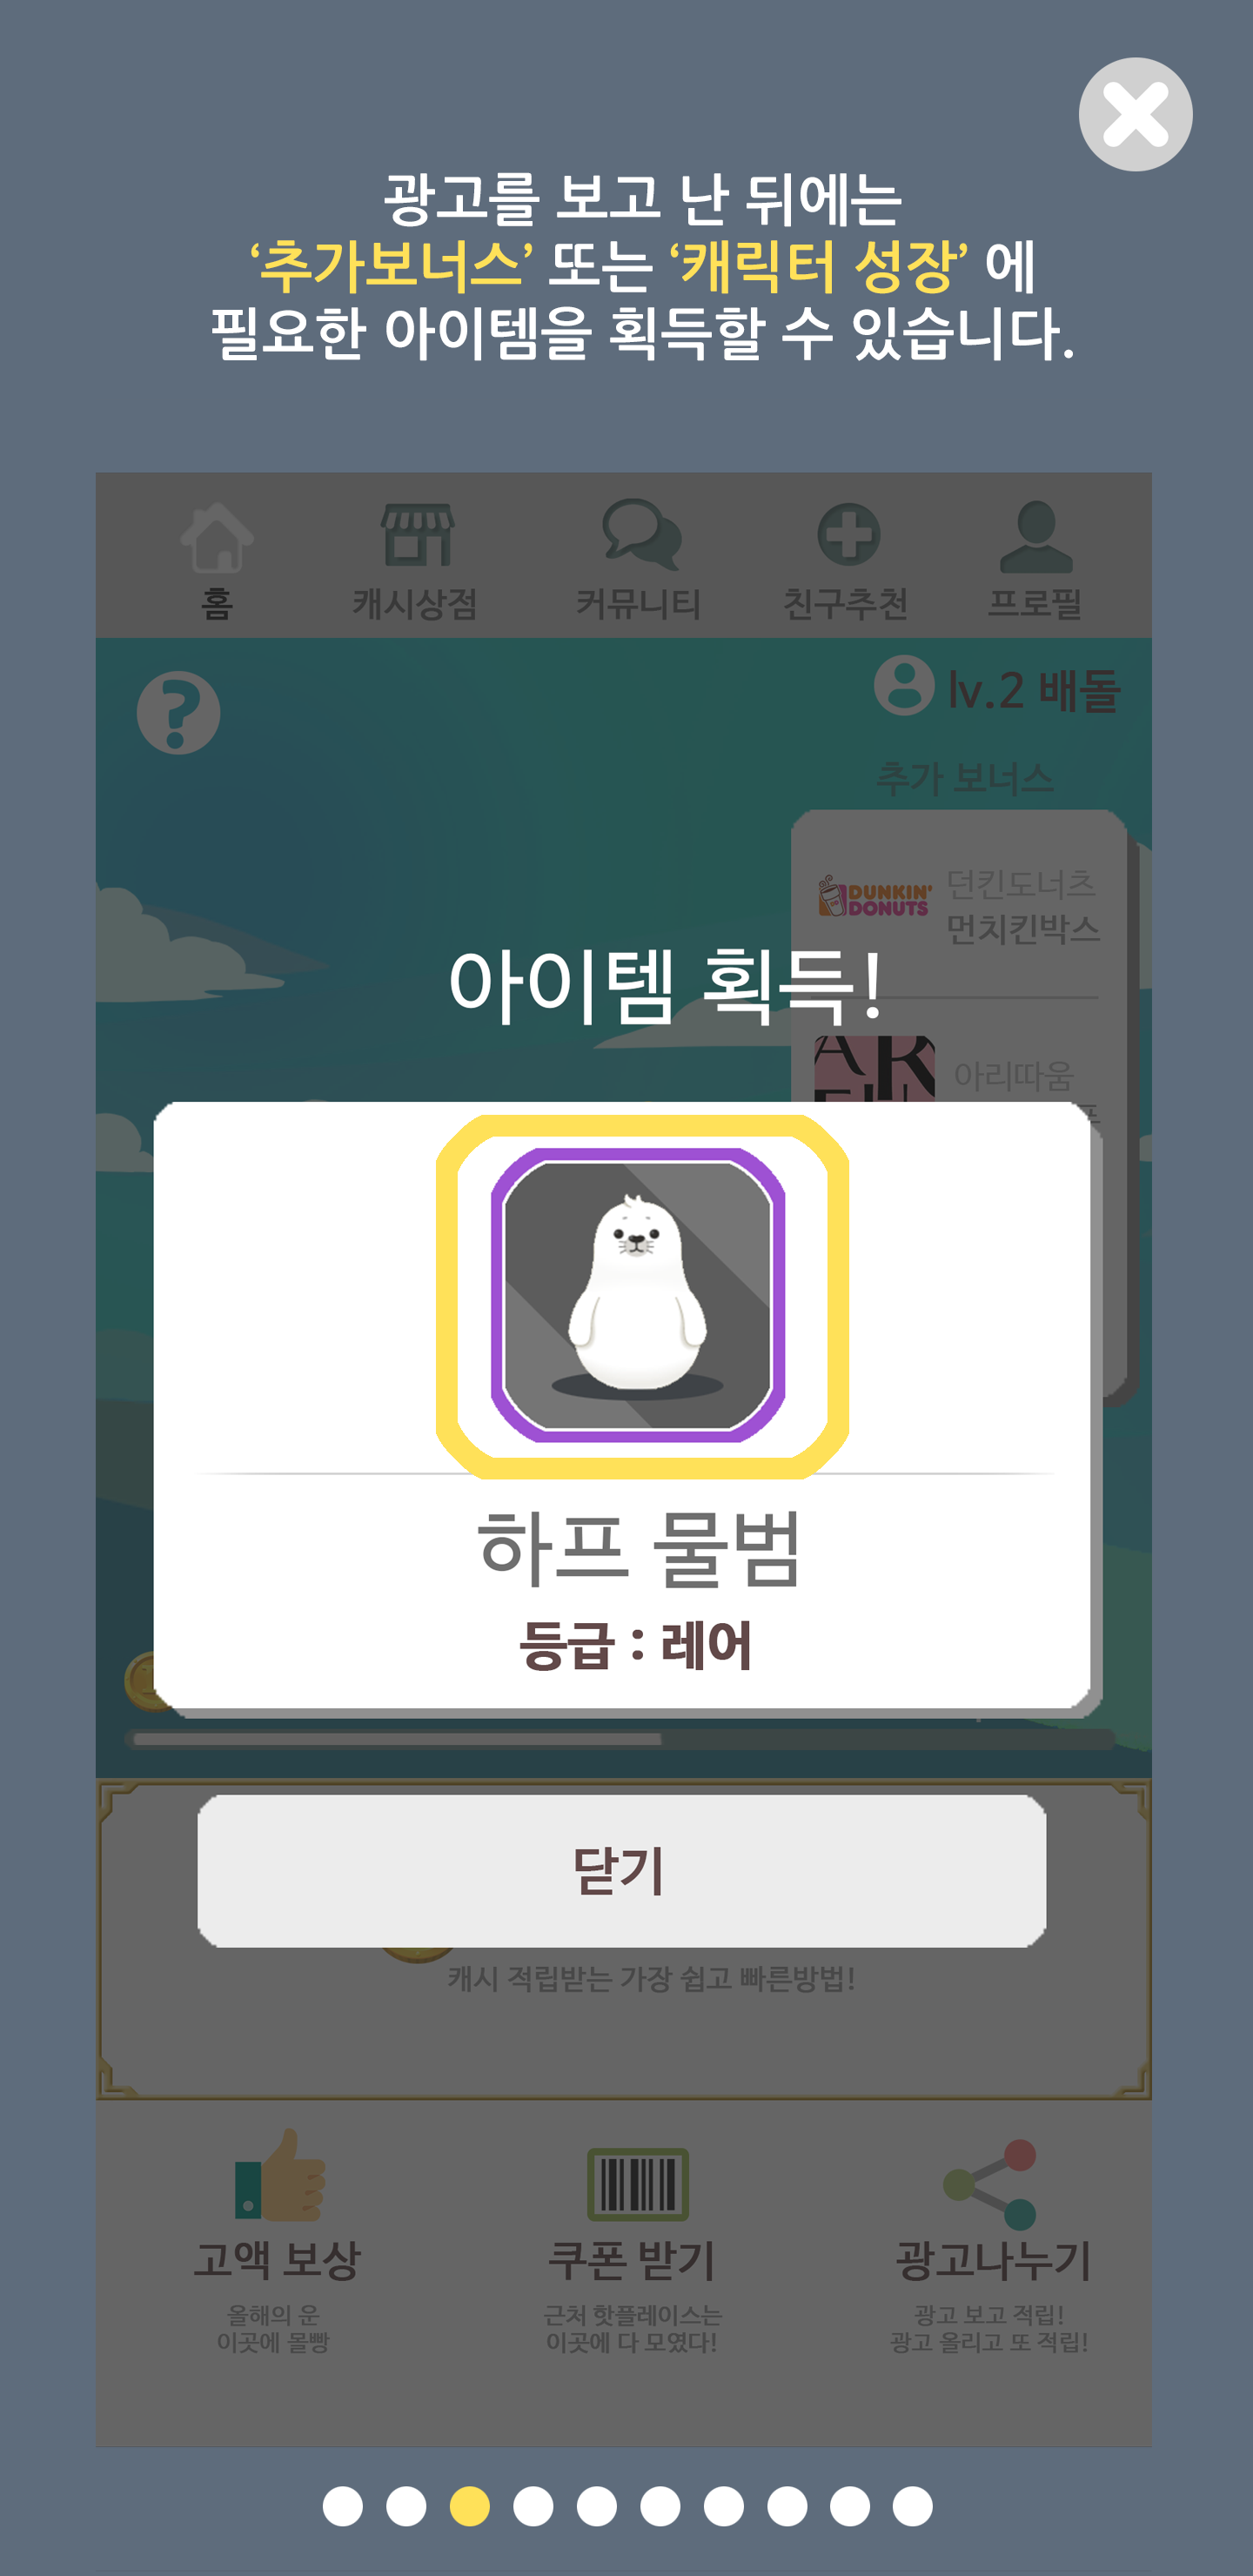 광고를 보고 난 뒤에는
‘추가보너스’ 또는 ‘캐릭터 성장’ 에
필요한 아이템을 획득할 수 있습니다.
홈
캐시상점
커뮤니티
친구추천
프로필
?
lv.2 배돌
추가 보너스
DUNKIN'
DONUTS
던킨도너츠
먼치킨박스
아이템 획득!
아리따움
하프 물범
등급 : 레어
닫기
캐시 적립받는 가장 쉽고 빠른방법!
고액 보상
올해의 운
이곳에 몰빵
쿠폰 받기
근처 핫플레이스는
이곳에 다 모였다!
광고나누기
광고 보고 적립!
광고 올리고 또 적립!